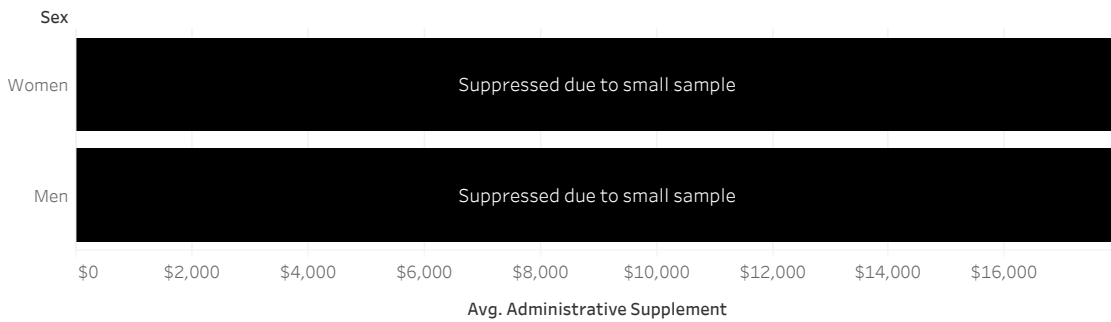 Sex
Women
Suppressed due to small sample
Men
Suppressed due to small sample
$0 $2,000 $4,000 $6,000 $8,000 $10,000 $12,000 $14,000 $16,000
Avg. Administrative Supplement